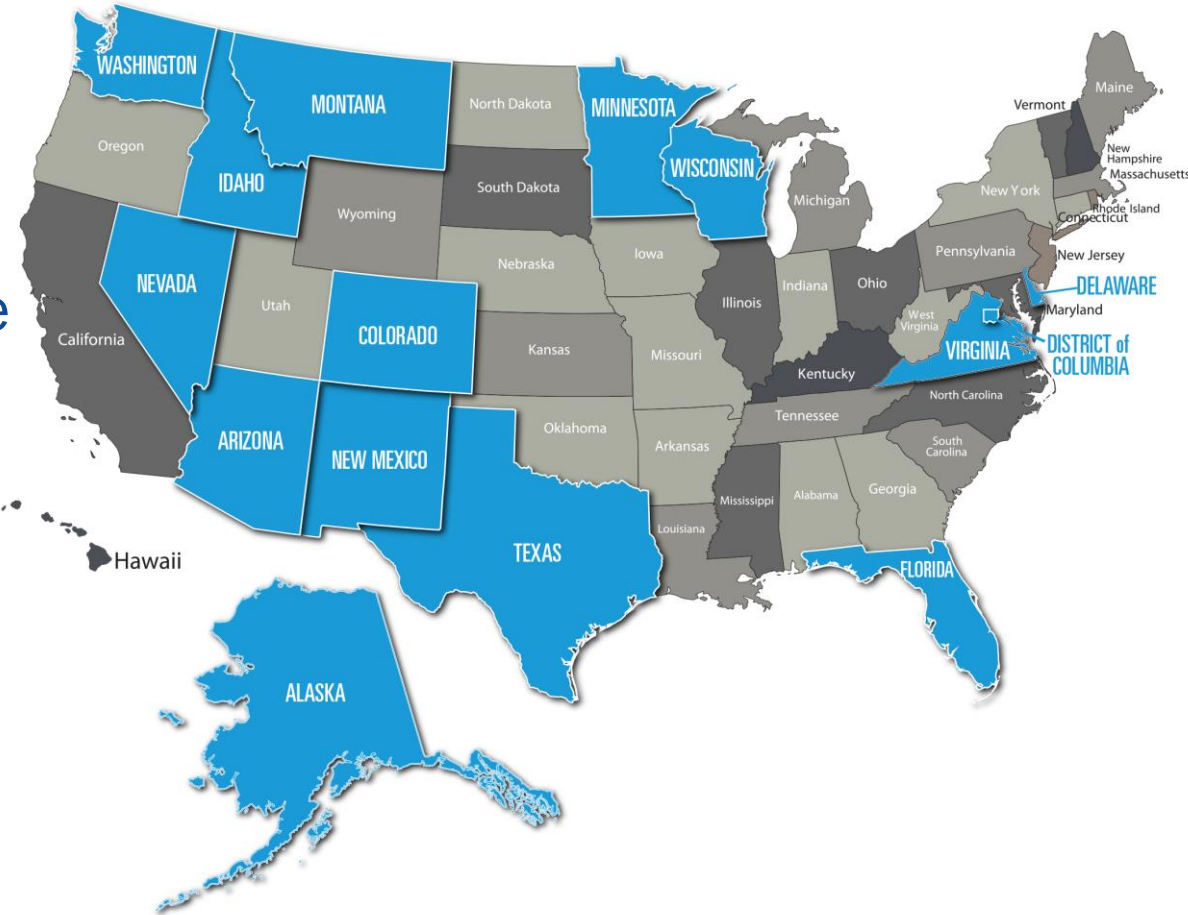 WASHINGTON
MONTANA
North Dakota
MINNESOTA
Maine
Vermont
Oregon
IDAHO
WISCONSIN
New
Hampshire
Massachusetts
South Dakota
Wyoming
Michigan
New York
Rhode Island
Connecticut
NEVADA
Nebraska
Iowa
Pennsylvania
New Jersey
e
California
Utah
COLORADO
Illinois
Indiana
Ohio
DELAWARE
Maryland
West
Virginia
Kansas
Missouri
VIRGINIA
DISTRICT of
COLUMBIA
Kentucky
North Carolina
ARIZONA
NEW MEXICO
Oklahoma
Arkansas
Tennessee
South
Carolina
Mississippi
Alabama
Georgia
Louisiana
Hawaii
TEXAS
FLORIDA
ALASKA